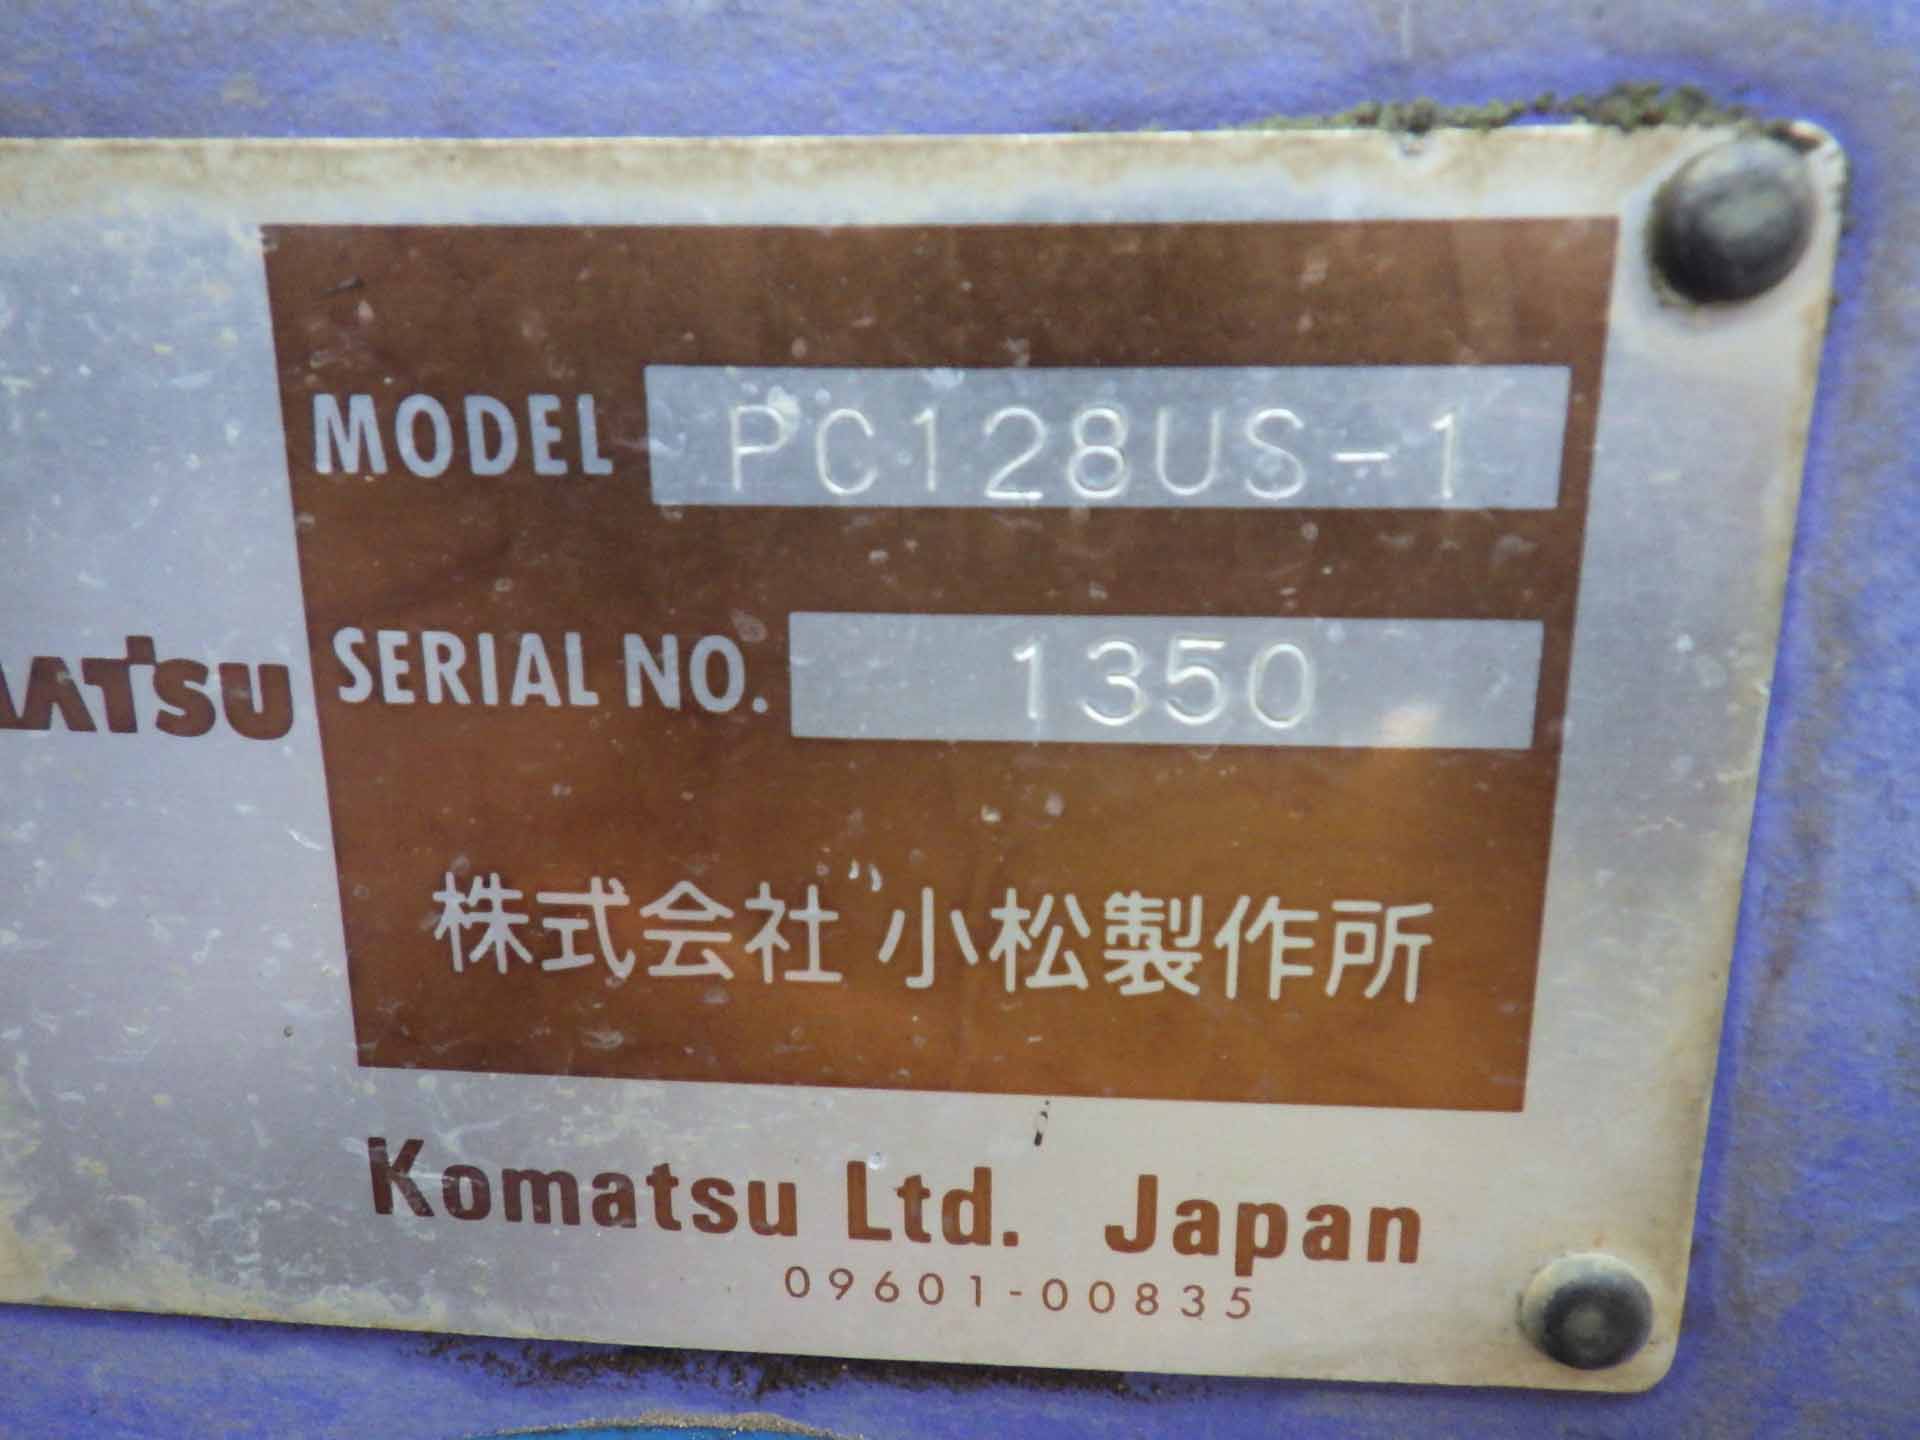 MODEL PC128US-1
SERIAL NO. 1350
株式会社 小松製作所
Komatsu Ltd. Japan
09601-00835